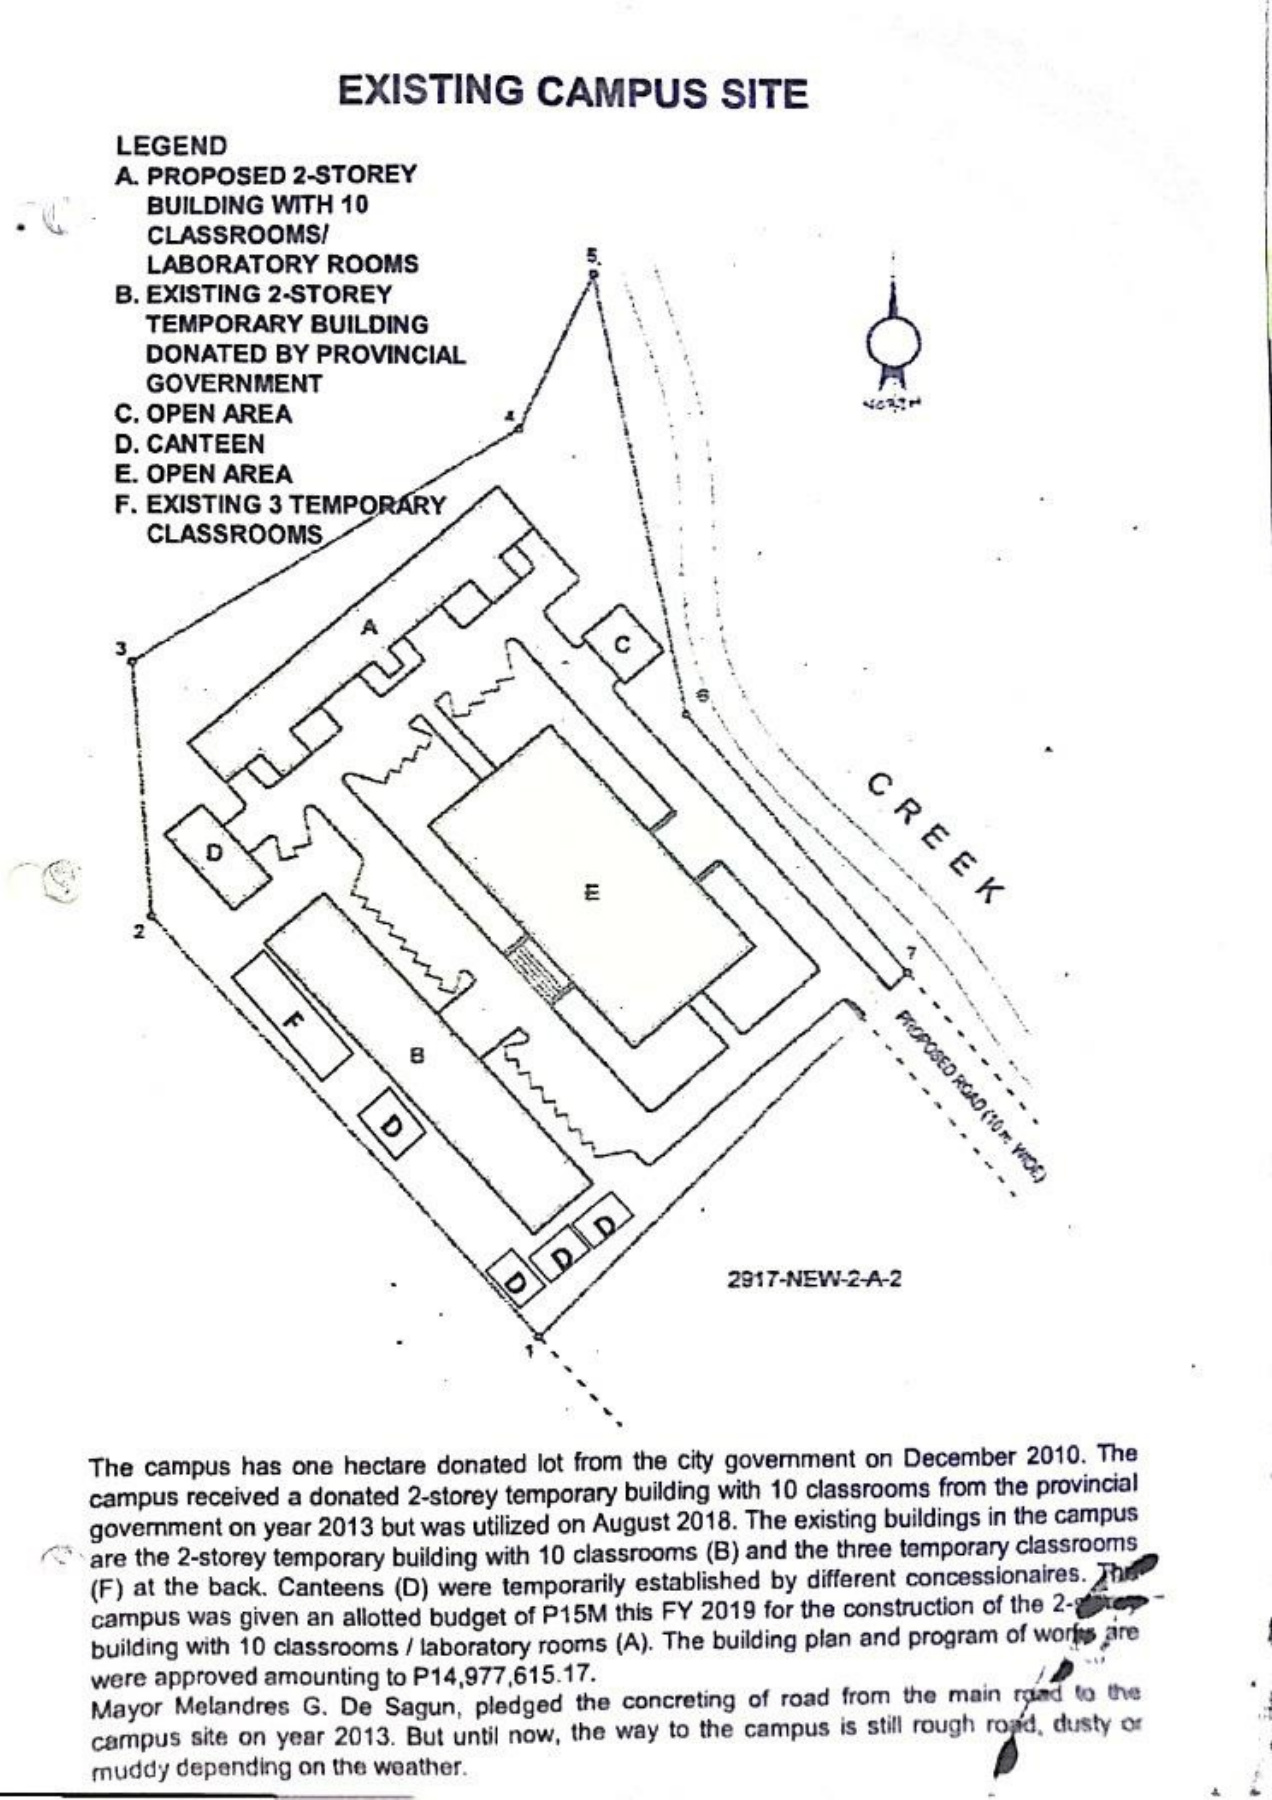 EXISTING CAMPUS SITE
LEGEND
A. PROPOSED 2-STOREY
BUILDING WITH 10
CLASSROOMS/
LABORATORY ROOMS
B. EXISTING 2-STOREY
TEMPORARY BUILDING
DONATED BY PROVINCIAL
GOVERNMENT
C. OPEN AREA
D. CANTEEN
E. OPEN AREA
F. EXISTING 3 TEMPORARY
CLASSROOMS
5
NORTH
4
A
3
C
6
CREEK
D
E
2
7
F
B
PROPOSED ROAD (10 m. WIDE)
D
D
D
D
2917-NEW-2-A-2
1
The campus has one hectare donated lot from the city government on December 2010. The
campus received a donated 2-storey temporary building with 10 classrooms from the provincial
government on year 2013 but was utilized on August 2018. The existing buildings in the campus
are the 2-storey temporary building with 10 classrooms (B) and the three temporary classrooms
(F) at the back. Canteens (D) were temporarily established by different concessionaires. The
campus was given an allotted budget of P15M this FY 2019 for the construction of the 2-storey
building with 10 classrooms / laboratory rooms (A). The building plan and program of works are
were approved amounting to P14,977,615.17.
Mayor Melandres G. De Sagun, pledged the concreting of road from the main road to the
campus site on year 2013. But until now, the way to the campus is still rough road, dusty or
muddy depending on the weather.